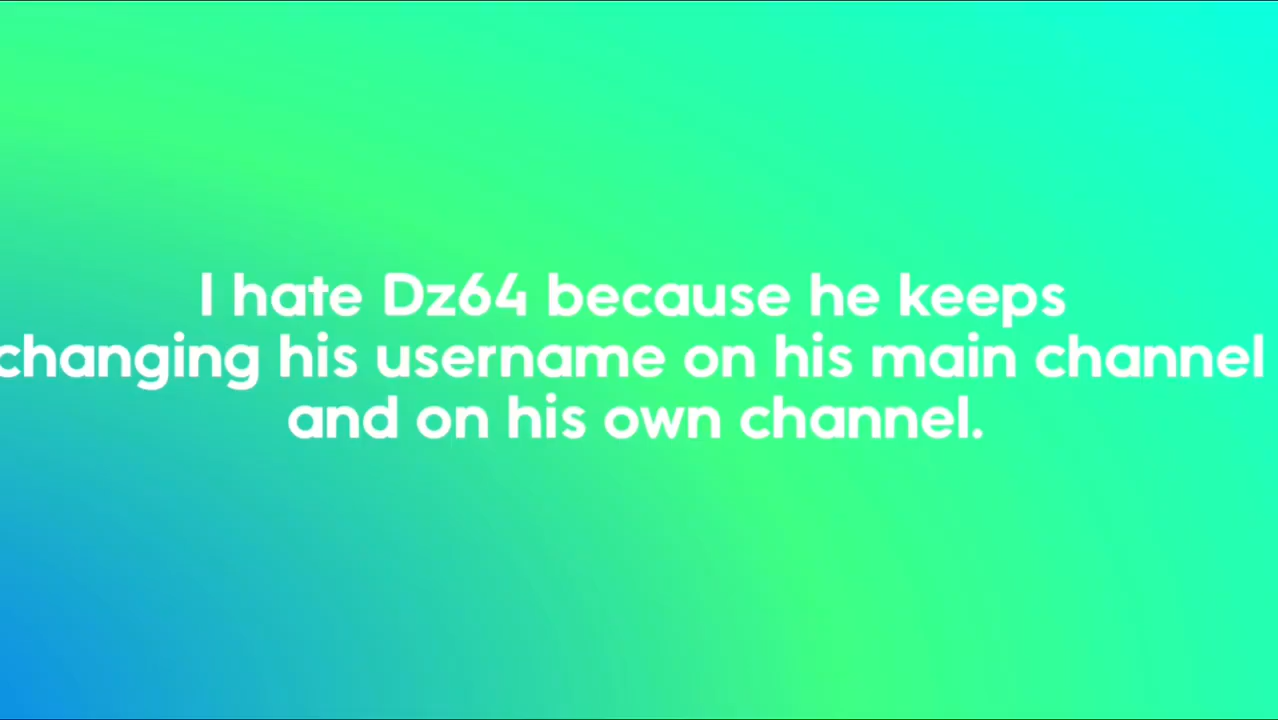 I hate Dz64 because he keeps
changing his username on his main channel
and on his own channel.